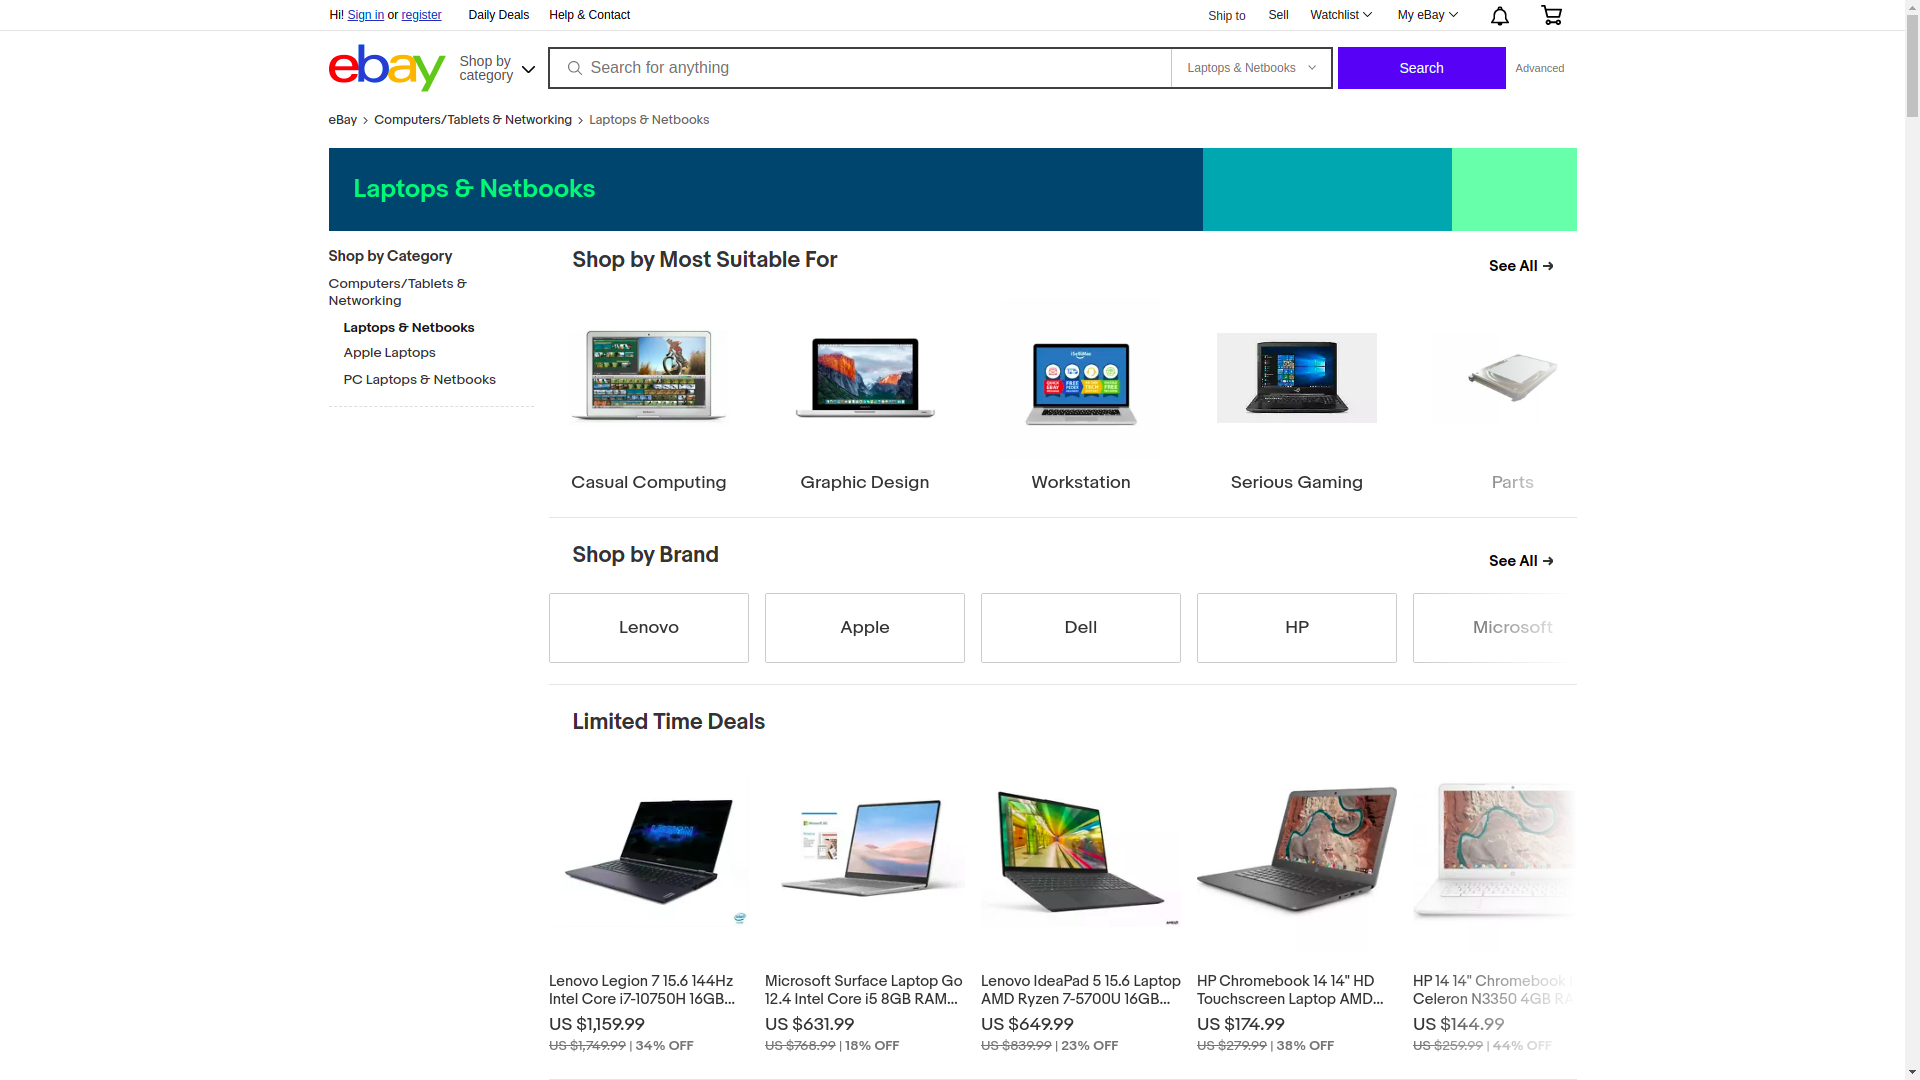 Hi! Sign in or register
Daily Deals
Help & Contact
Ship to
Sell
Watchlist
My eBay
ebay
Shop by
category
Search for anything
Laptops & Netbooks
Search
Advanced
eBay
Computers/Tablets & Networking
Laptops & Netbooks
Laptops & Netbooks
Shop by Category
Computers/Tablets &
Networking
Laptops & Netbooks
Apple Laptops
PC Laptops & Netbooks
Shop by Most Suitable For
See All
Casual Computing
Graphic Design
Workstation
Serious Gaming
Parts
Shop by Brand
See All
Lenovo
Apple
Dell
HP
Microsoft
Limited Time Deals
LEGION
Lenovo Legion 7 15.6 144Hz
Intel Core i7-10750H 16GB...
US $1,159.99
US $1,749.99 | 34% OFF
Microsoft Surface Laptop Go
12.4 Intel Core i5 8GB RAM...
US $631.99
US $768.99 | 18% OFF
Lenovo IdeaPad 5 15.6 Laptop
AMD Ryzen 7-5700U 16GB...
US $649.99
US $839.99 | 23% OFF
HP Chromebook 14 14" HD
Touchscreen Laptop AMD...
US $174.99
US $279.99 | 38% OFF
HP 14 14" Chromebook
Celeron N3350 4GB RA
US $144.99
US $259.99 | 44% OFF